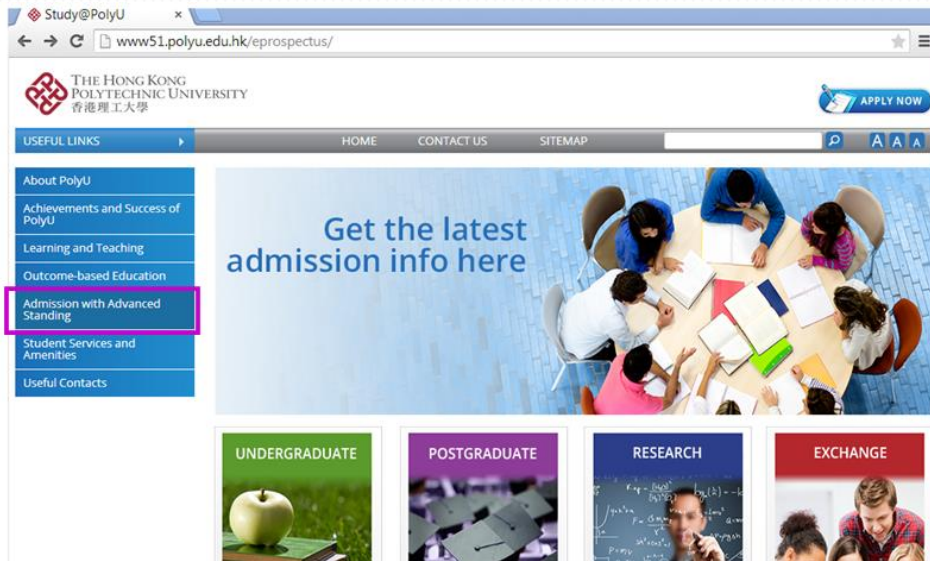 Study@PolyU
www51.polyu.edu.hk/eprospectus/
THE HONG KONG
POLYTECHNIC UNIVERSITY
香港理工大學
APPLY NOW
USEFUL LINKS
HOME CONTACT US SITEMAP
A A A
About PolyU
Achievements and Success of
PolyU
Learning and Teaching
Outcome-based Education
Admission with Advanced
Standing
Student Services and
Amenities
Useful Contacts
Get the latest
admission info here
UNDERGRADUATE
POSTGRADUATE
RESEARCH
EXCHANGE